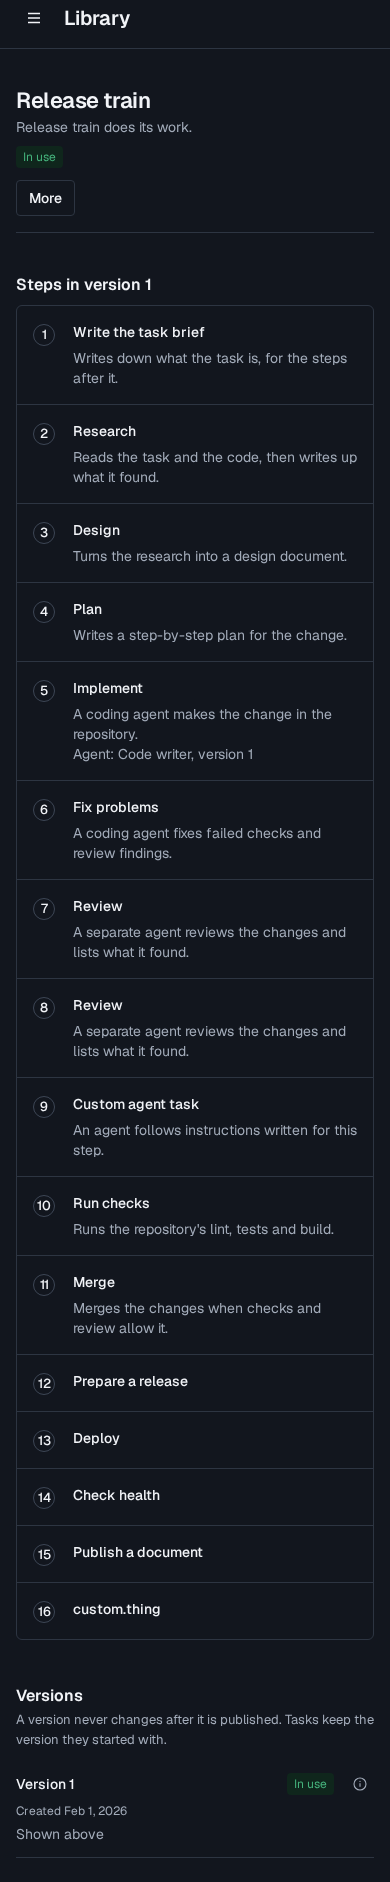 Library
Release train
Release train does its work.
In use
More
Steps in version 1
1 Write the task brief
Writes down what the task is, for the steps
after it.
2 Research
Reads the task and the code, then writes up
what it found.
3 Design
Turns the research into a design document.
4 Plan
Writes a step-by-step plan for the change.
5 Implement
A coding agent makes the change in the
repository.
Agent: Code writer, version 1
6 Fix problems
A coding agent fixes failed checks and
review findings.
7 Review
A separate agent reviews the changes and
lists what it found.
8 Review
A separate agent reviews the changes and
lists what it found.
9 Custom agent task
An agent follows instructions written for this
step.
10 Run checks
Runs the repository's lint, tests and build.
11 Merge
Merges the changes when checks and
review allow it.
12 Prepare a release
13 Deploy
14 Check health
15 Publish a document
16 custom.thing
Versions
A version never changes after it is published. Tasks keep the
version they started with.
Version 1 In use
Created Feb 1, 2026
Shown above